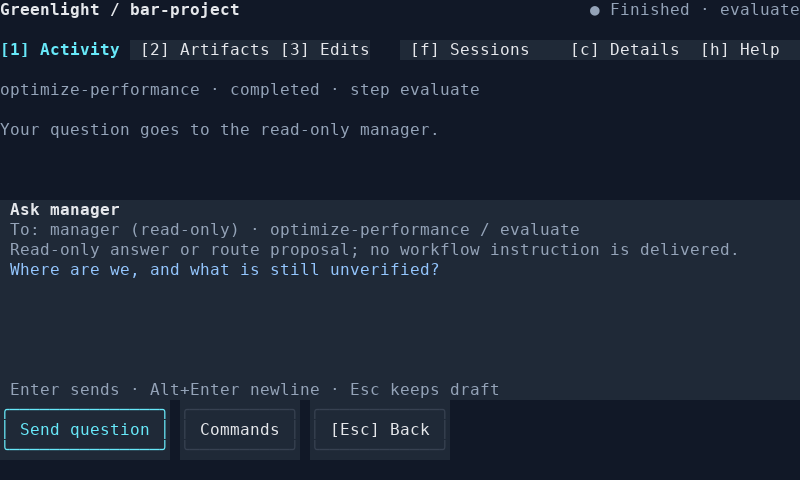 Greenlight / bar-project ● Finished · evaluate
[1] Activity [2] Artifacts [3] Edits [f] Sessions [c] Details [h] Help
optimize-performance · completed · step evaluate
Your question goes to the read-only manager.
Ask manager
To: manager (read-only) · optimize-performance / evaluate
Read-only answer or route proposal; no workflow instruction is delivered.
Where are we, and what is still unverified?
Enter sends · Alt+Enter newline · Esc keeps draft
Send question Commands [Esc] Back